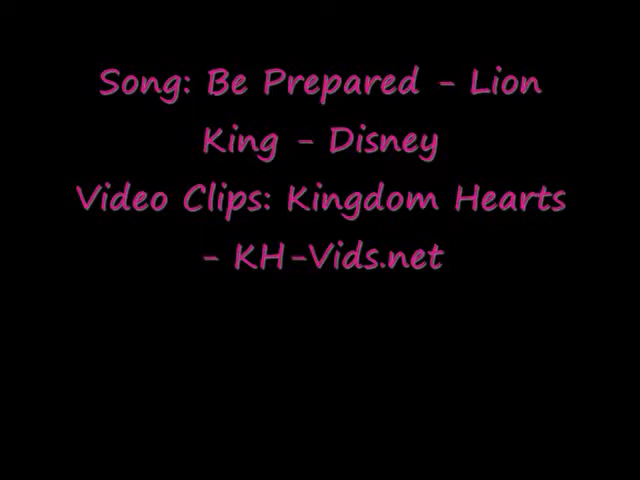 Song: Be Prepared - Lion
King - Disney
Video Clips: Kingdom Hearts
- KH-Vids.net